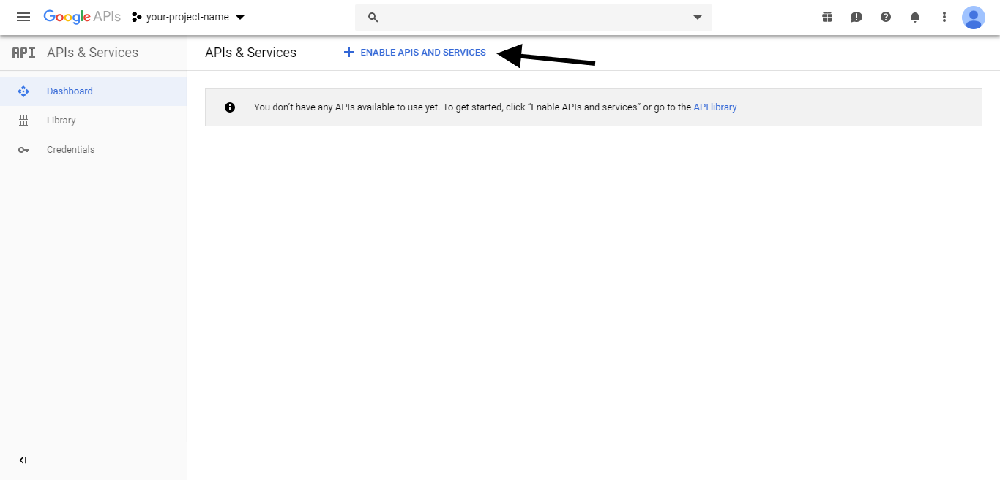 Google APIs your-project-name
API APIs & Services
APIs & Services + ENABLE APIS AND SERVICES
Dashboard
Library
Credentials
You don’t have any APIs available to use yet. To get started, click “Enable APIs and services” or go to the API library